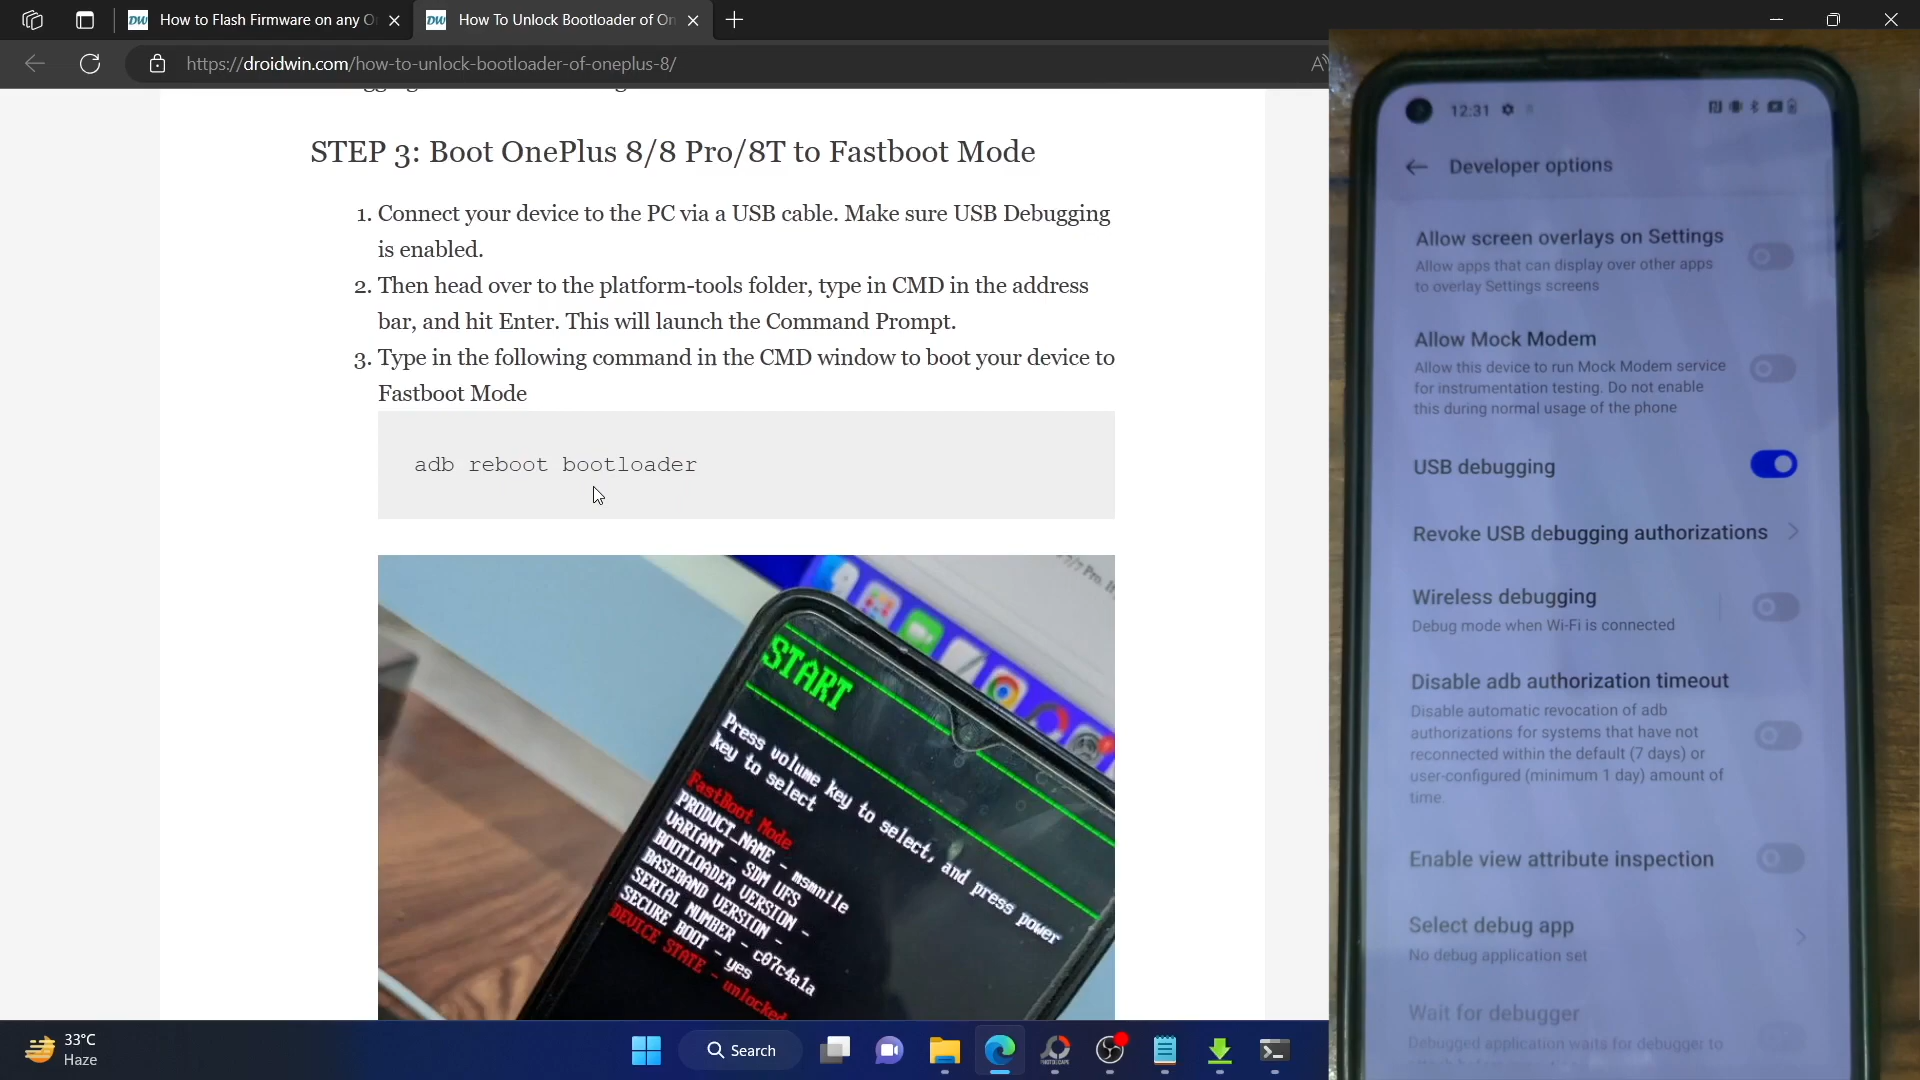 How to Flash Firmware on any O
How To Unlock Bootloader of On
https://droidwin.com/how-to-unlock-bootloader-of-oneplus-8/
STEP 3: Boot OnePlus 8/8 Pro/8T to Fastboot Mode
1. Connect your device to the PC via a USB cable. Make sure USB Debugging
is enabled.
2. Then head over to the platform-tools folder, type in CMD in the address
bar, and hit Enter. This will launch the Command Prompt.
3. Type in the following command in the CMD window to boot your device to
Fastboot Mode
adb reboot bootloader
START
Press volume key to select, and press power
key to select
FastBoot Mode
PRODUCT_NAME - msmnile
VARIANT - SDM UFS
BOOTLOADER VERSION -
BASEBAND VERSION -
SERIAL NUMBER - c07c4a1a
SECURE BOOT - yes
DEVICE STATE - unlocked
12:31
Developer options
Allow screen overlays on Settings
Allow apps that can display over other apps
to overlay Settings screens
Allow Mock Modem
Allow this device to run Mock Modem service
for instrumentation testing. Do not enable
this during normal usage of the phone
USB debugging
Revoke USB debugging authorizations
Wireless debugging
Debug mode when Wi-Fi is connected
Disable adb authorization timeout
Disable automatic revocation of adb
authorizations for systems that have not
reconnected within the default (7 days) or
user-configured (minimum 1 day) amount of
time.
Enable view attribute inspection
Select debug app
No debug application set
Wait for debugger
Debugged application waits for debugger to
33°C
Haze
Search